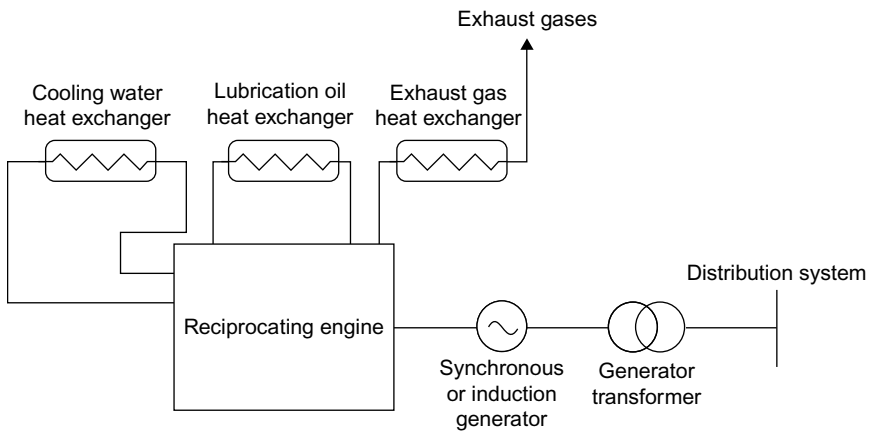 Exhaust gases
Cooling water
heat exchanger
Lubrication oil
heat exchanger
Exhaust gas
heat exchanger
Distribution system
Reciprocating engine
Synchronous
or induction
generator
Generator
transformer